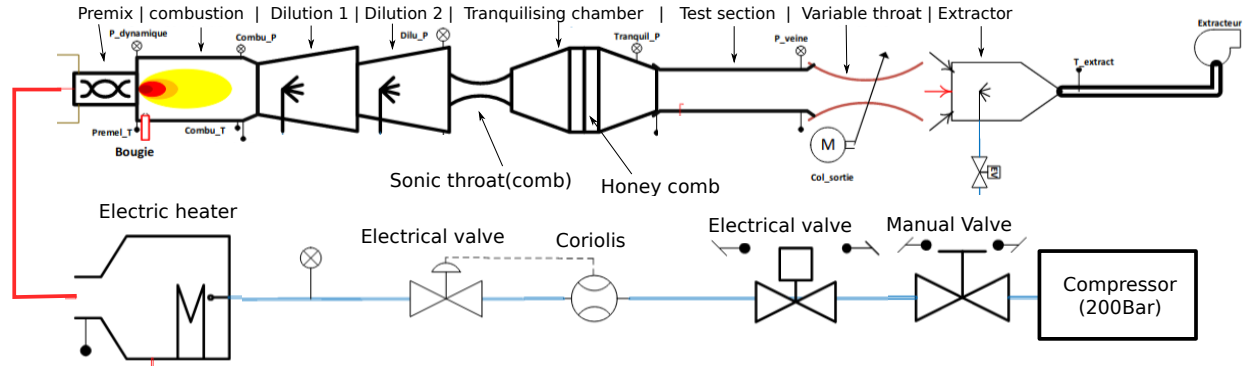 Premix | combustion | Dilution 1 | Dilution 2 | Tranquilising chamber | Test section | Variable throat | Extractor
P_dynamique
Combu_P
Dilu_P
Tranquil_P
P_veine
Extracteur
T_extract
Premel_T
Combu_T
Bougie
M
Col_sortie
EV
Sonic throat(comb)
Honey comb
Electric heater
Electrical valve
Coriolis
Electrical valve
Manual Valve
Compressor
(200Bar)